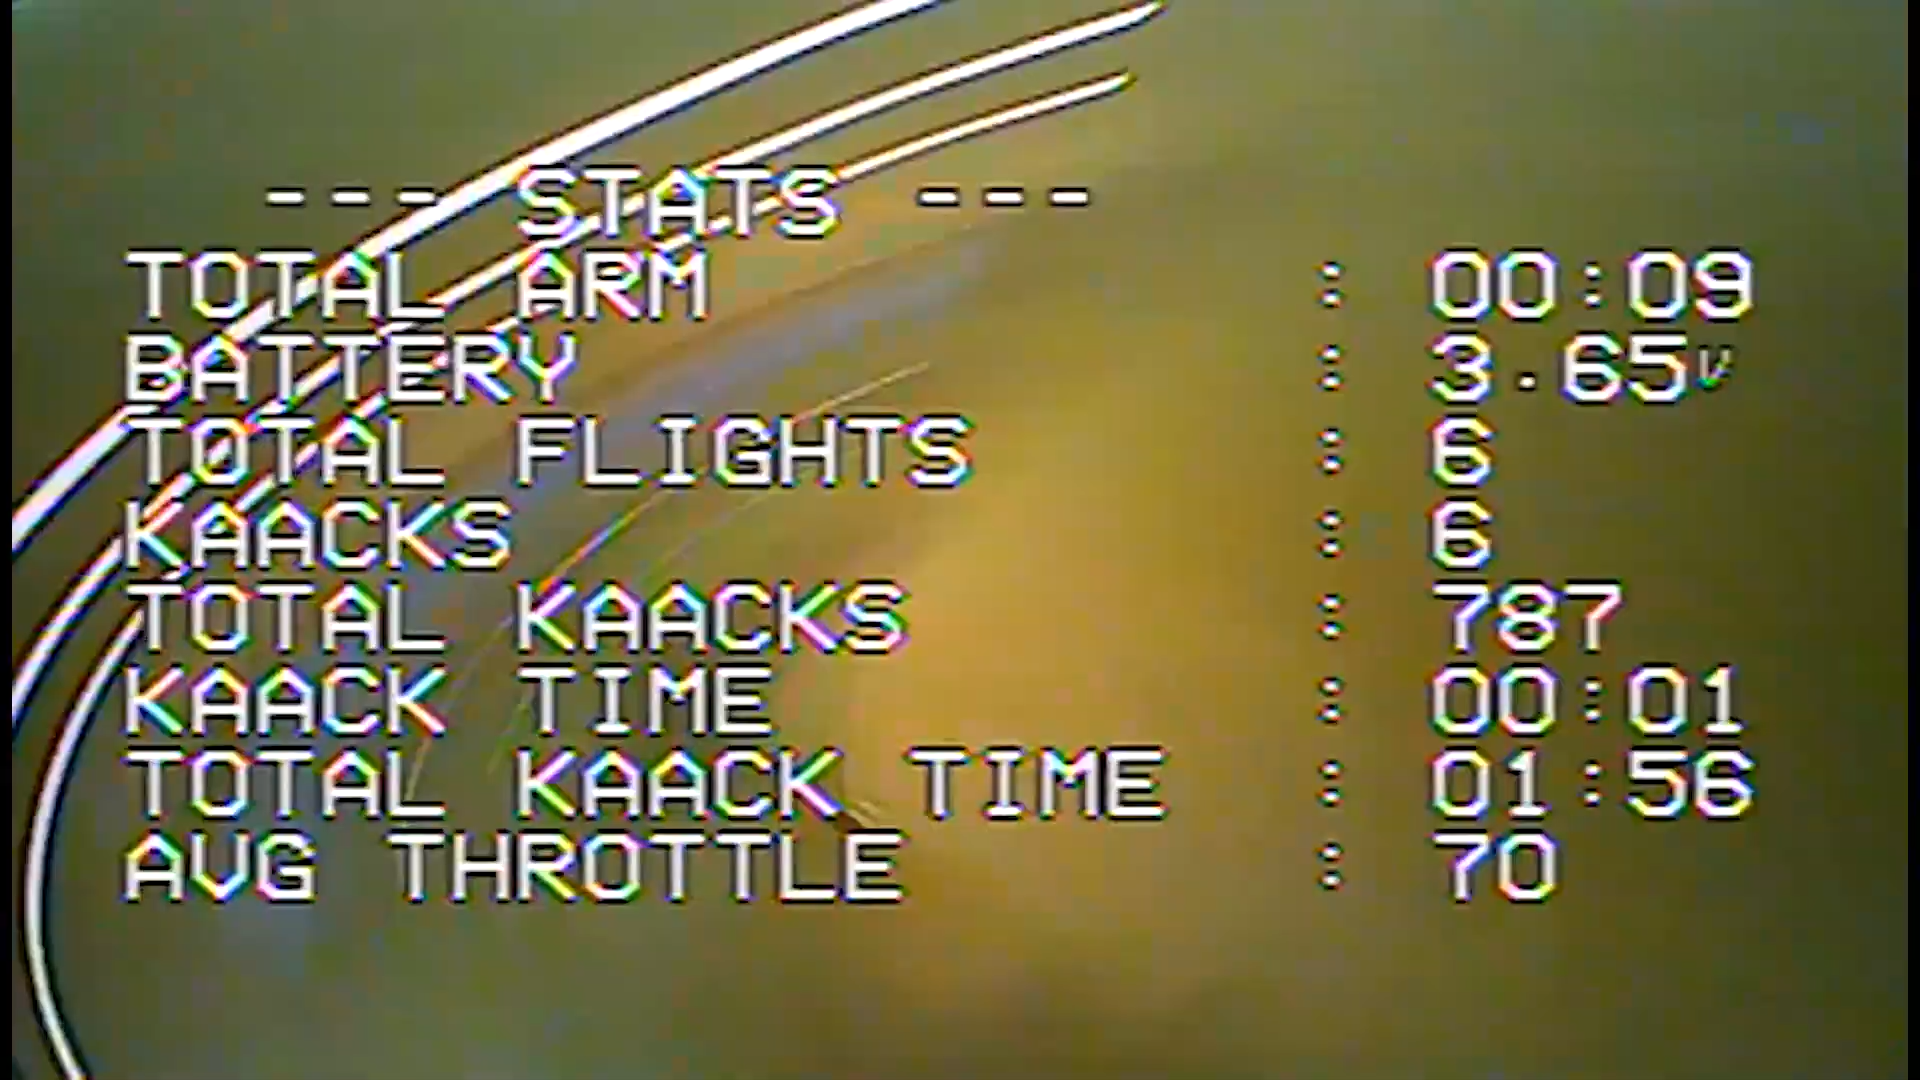 --- STATS ---
TOTAL ARM : 00:09
BATTERY : 3.65V
TOTAL FLIGHTS : 6
KAACKS : 6
TOTAL KAACKS : 787
KAACK TIME : 00:01
TOTAL KAACK TIME : 01:56
AVG THROTTLE : 70